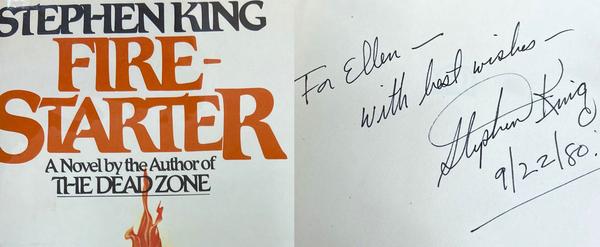 STEPHEN KING
FIRE-
STARTER
A Novel by the Author of
THE DEAD ZONE
For Ellen —
with best wishes —
Stephen King
9/22/80.